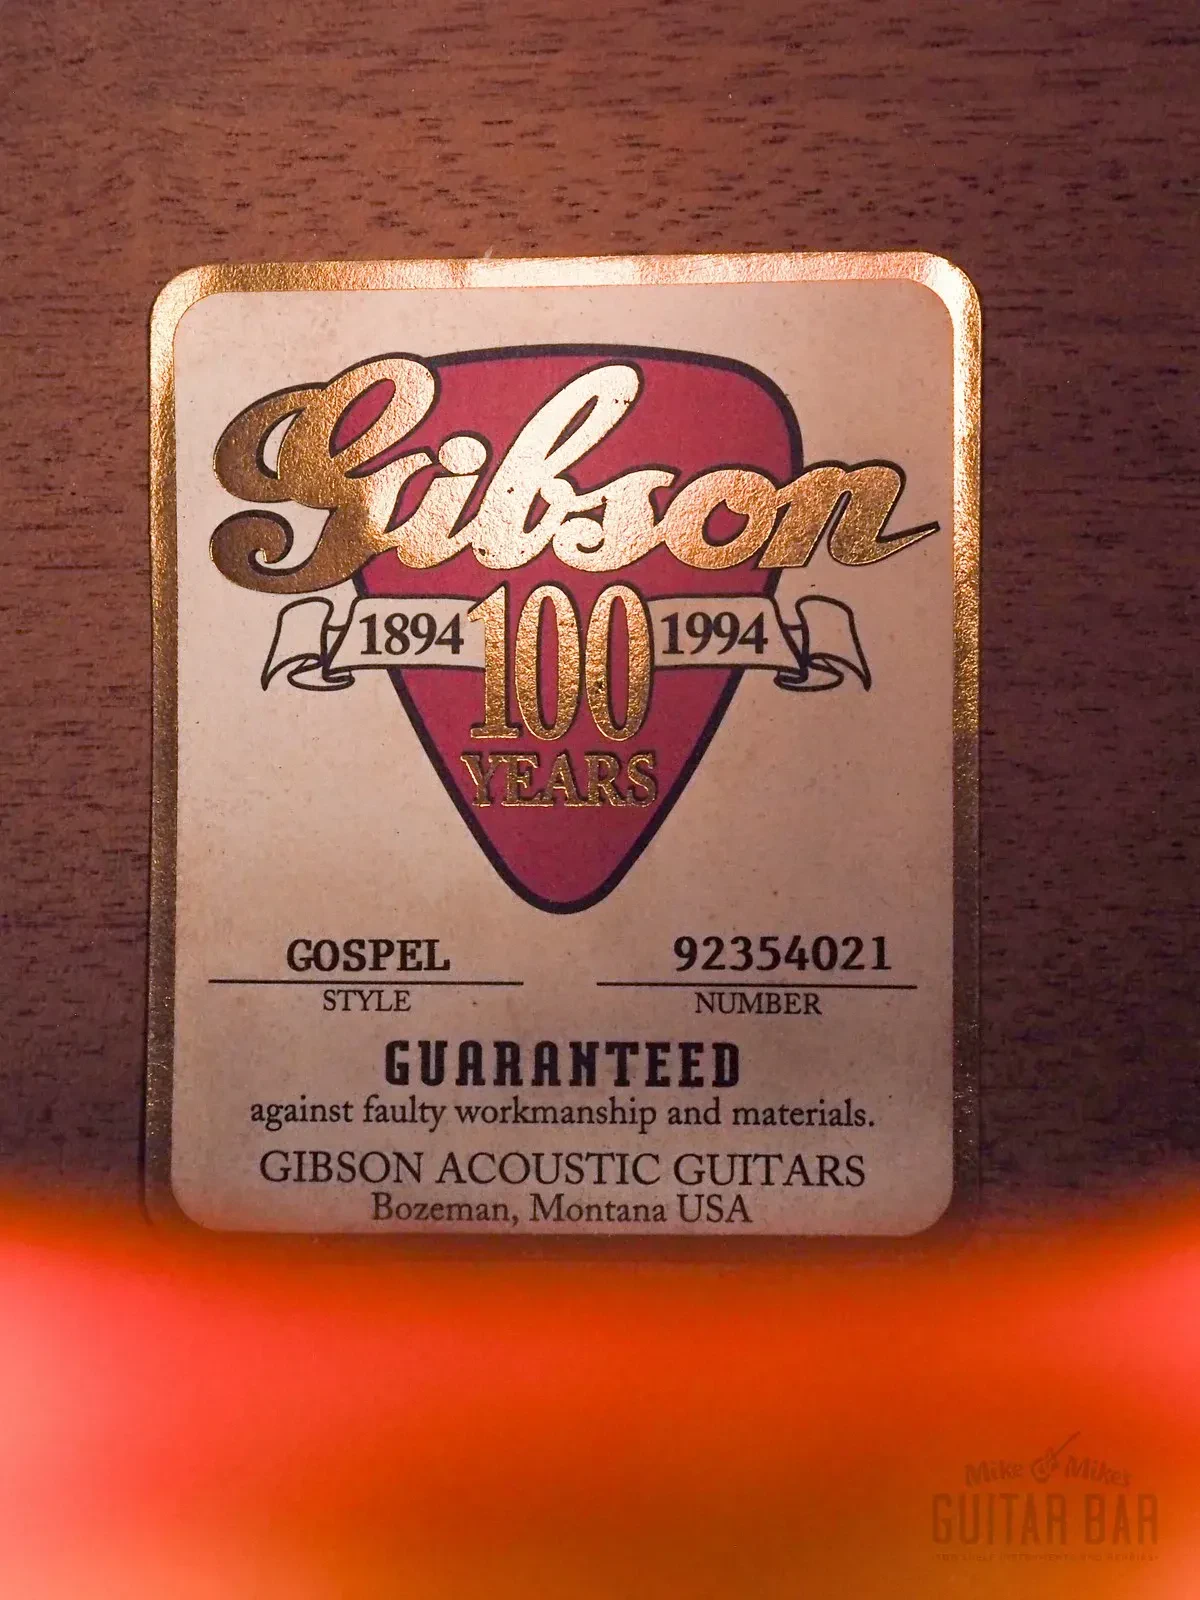 Gibson
1894 100 1994
YEARS
GOSPEL 92354021
STYLE NUMBER
GUARANTEED
against faulty workmanship and materials.
GIBSON ACOUSTIC GUITARS
Bozeman, Montana USA
Mike & Mike's
GUITAR BAR